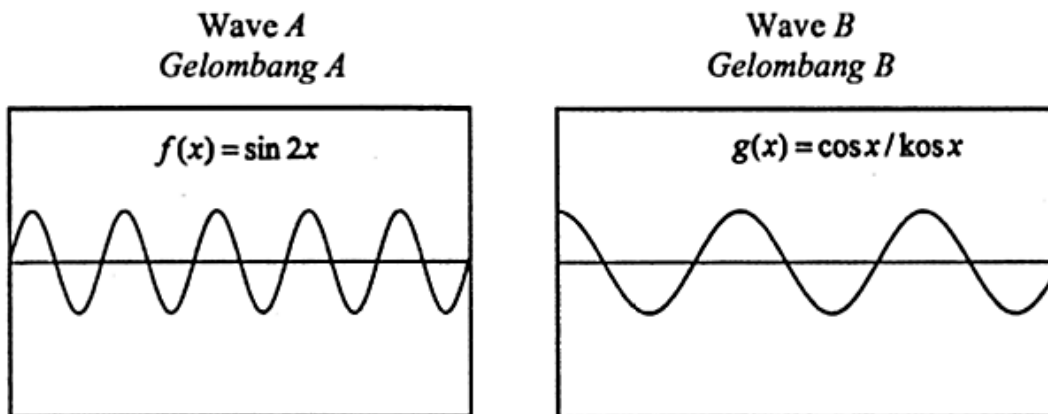 Wave A
Gelombang A
f(x) = sin 2x
Wave B
Gelombang B
g(x) = cos x / kos x